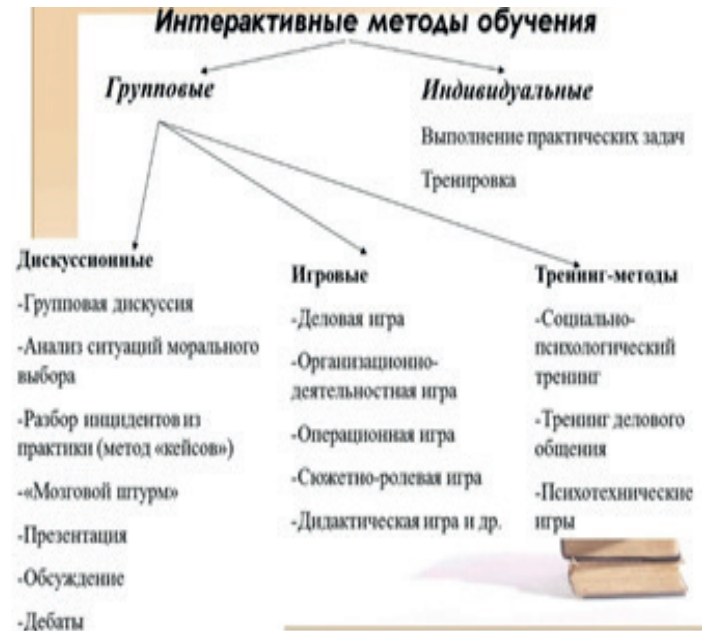 Интерактивные методы обучения
Групповые
Индивидуальные
Выполнение практических задач
Тренировка
Дискуссионные
-Групповая дискуссия
-Анализ ситуаций морального
выбора
-Разбор инцидентов из
практики (метод «кейсов»)
-«Мозговой штурм»
-Презентация
-Обсуждение
-Дебаты
Игровые
-Деловая игра
-Организационно-
деятельностная игра
-Операционная игра
-Сюжетно-ролевая игра
-Дидактическая игра и др.
Тренинг-методы
-Социально-
психологический
тренинг
-Тренинг делового
общения
-Психотехнические
игры